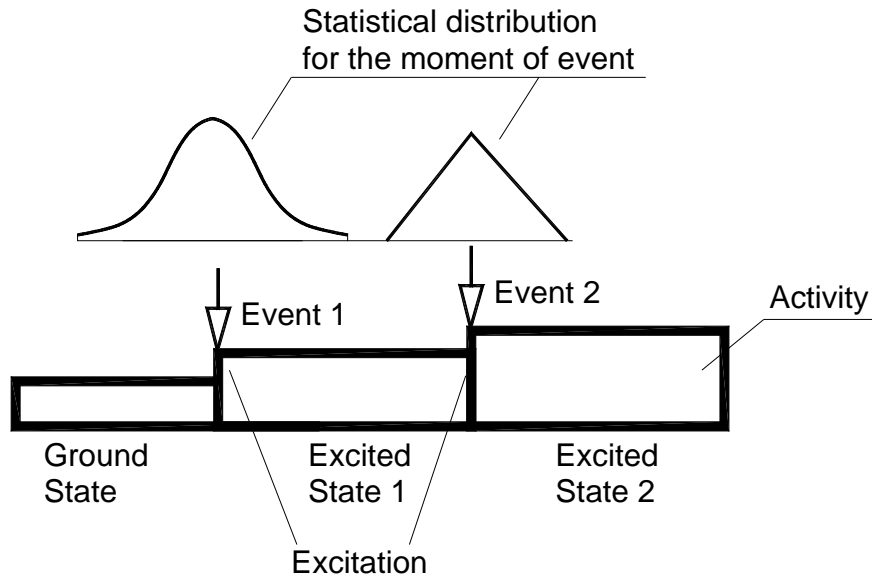 Statistical distribution
for the moment of event
Event 1
Event 2
Activity
Ground
State
Excited
State 1
Excited
State 2
Excitation